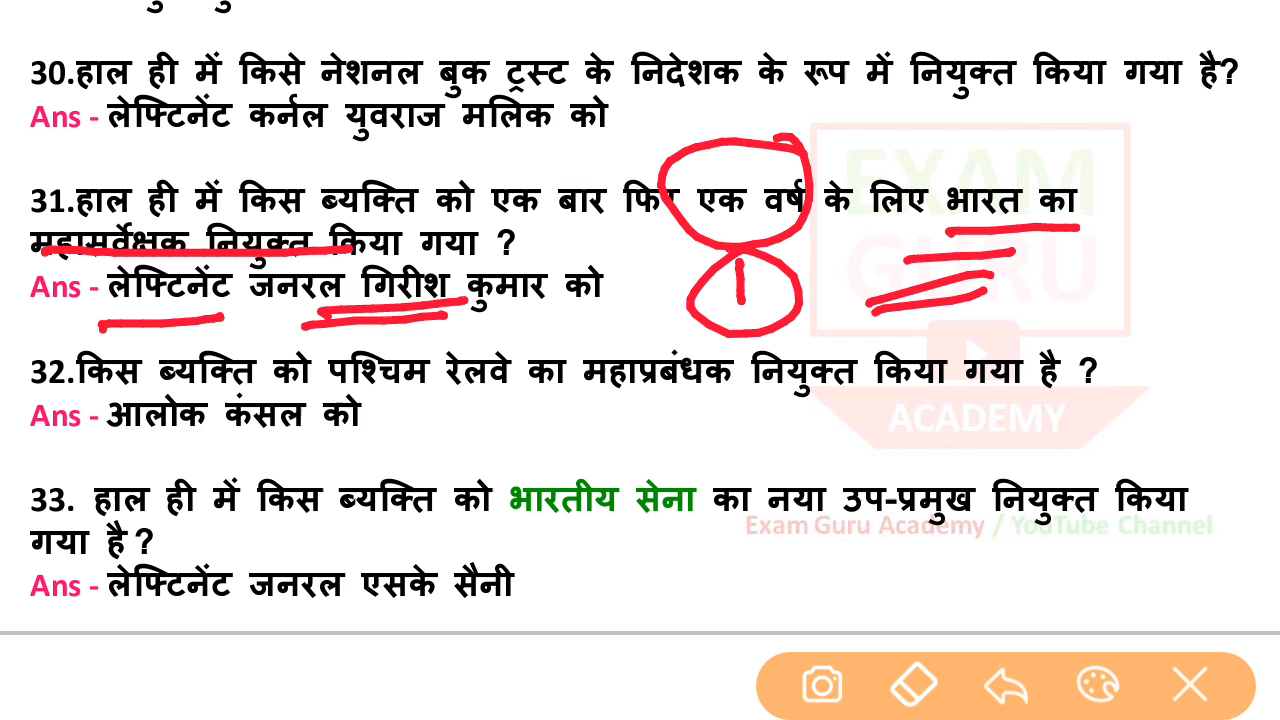 30.हाल ही में किसे नेशनल बुक ट्रस्ट के निदेशक के रूप में नियुक्त किया गया है?
Ans - लेफ्टिनेंट कर्नल युवराज मलिक को
31.हाल ही में किस ब्यक्ति को एक बार फिर एक वर्ष के लिए भारत का
महासर्वेक्षक नियुक्त किया गया ?
Ans - लेफ्टिनेंट जनरल गिरीश कुमार को
1
32.किस ब्यक्ति को पश्चिम रेलवे का महाप्रबंधक नियुक्त किया गया है ?
Ans - आलोक कंसल को
33. हाल ही में किस ब्यक्ति को भारतीय सेना का नया उप-प्रमुख नियुक्त किया
गया है ?
Ans - लेफ्टिनेंट जनरल एसके सैनी
EXAM
GURU
ACADEMY
Exam Guru Academy / YouTube Channel